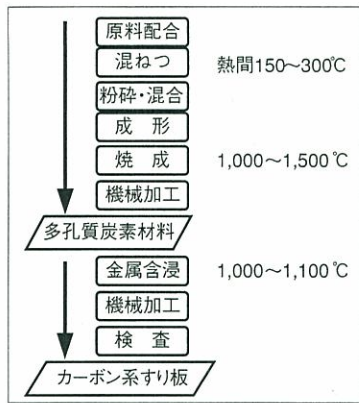 原料配合
混ねつ 熱間150～300℃
粉砕・混合
成形
焼成 1,000～1,500℃
機械加工
多孔質炭素材料
金属含浸 1,000～1,100℃
機械加工
検査
カーボン系すり板